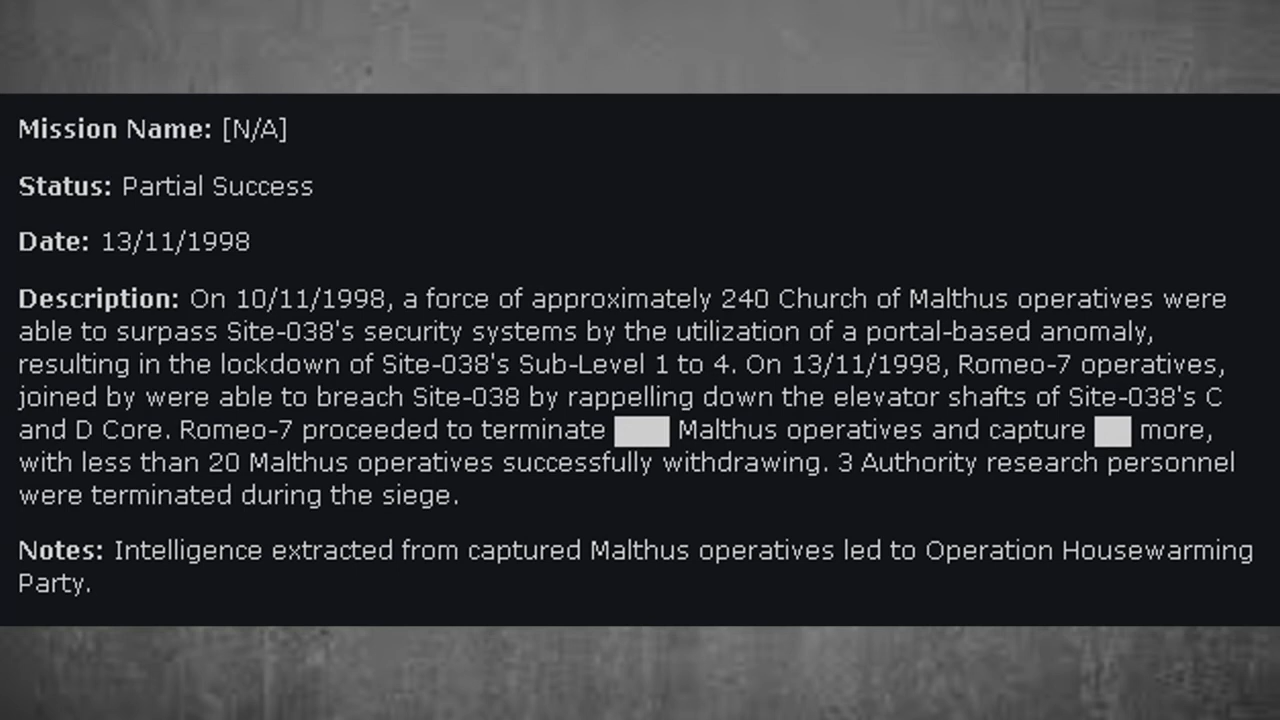 Mission Name: [N/A]
Status: Partial Success
Date: 13/11/1998
Description: On 10/11/1998, a force of approximately 240 Church of Malthus operatives were
able to surpass Site-038's security systems by the utilization of a portal-based anomaly,
resulting in the lockdown of Site-038's Sub-Level 1 to 4. On 13/11/1998, Romeo-7 operatives,
joined by were able to breach Site-038 by rappelling down the elevator shafts of Site-038's C
and D Core. Romeo-7 proceeded to terminate Malthus operatives and capture more,
with less than 20 Malthus operatives successfully withdrawing. 3 Authority research personnel
were terminated during the siege.
Notes: Intelligence extracted from captured Malthus operatives led to Operation Housewarming
Party.